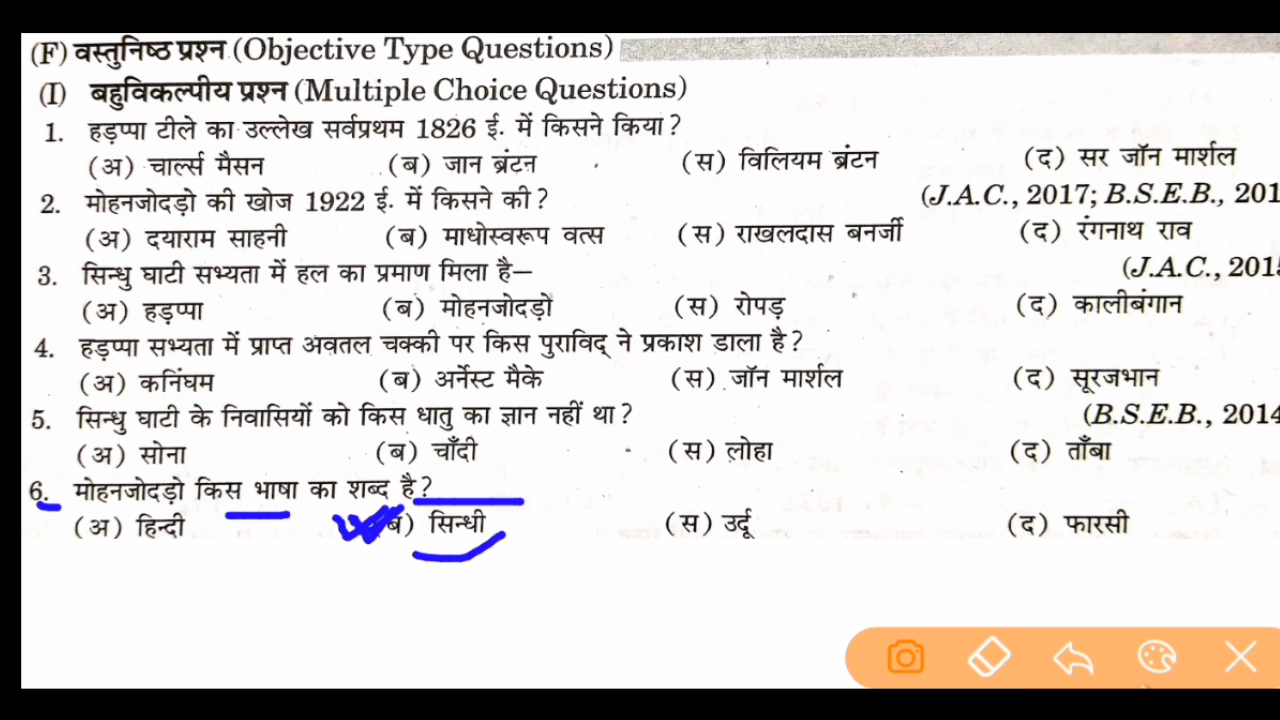 (F) वस्तुनिष्ठ प्रश्न (Objective Type Questions)
(I) बहुविकल्पीय प्रश्न (Multiple Choice Questions)
1. हड़प्पा टीले का उल्लेख सर्वप्रथम 1826 ई. में किसने किया?
(अ) चार्ल्स मैसन (ब) जान ब्रंटन (स) विलियम ब्रंटन (द) सर जॉन मार्शल
2. मोहनजोदड़ो की खोज 1922 ई. में किसने की? (J.A.C., 2017; B.S.E.B., 201
(अ) दयाराम साहनी (ब) माधोस्वरूप वत्स (स) राखलदास बनर्जी (द) रंगनाथ राव
3. सिन्धु घाटी सभ्यता में हल का प्रमाण मिला है— (J.A.C., 201
(अ) हड़प्पा (ब) मोहनजोदड़ो (स) रोपड़ (द) कालीबंगान
4. हड़प्पा सभ्यता में प्राप्त अवतल चक्की पर किस पुराविद् ने प्रकाश डाला है?
(अ) कनिंघम (ब) अर्नेस्ट मैके (स) जॉन मार्शल (द) सूरजभान
5. सिन्धु घाटी के निवासियों को किस धातु का ज्ञान नहीं था? (B.S.E.B., 2014
(अ) सोना (ब) चाँदी (स) लोहा (द) ताँबा
6. मोहनजोदड़ो किस भाषा का शब्द है?
(अ) हिन्दी (ब) सिन्धी (स) उर्दू (द) फारसी